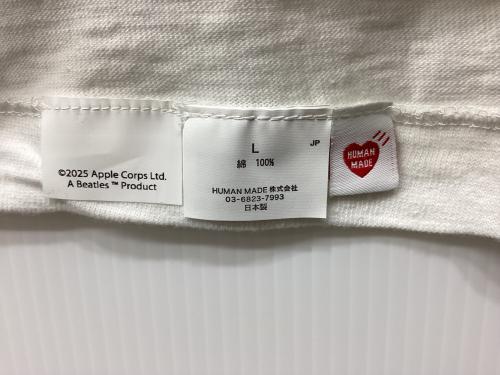 ©2025 Apple Corps Ltd.
A Beatles™ Product
JP
L
綿 100%
HUMAN MADE 株式会社
03-6823-7993
日本製
HUMAN
MADE